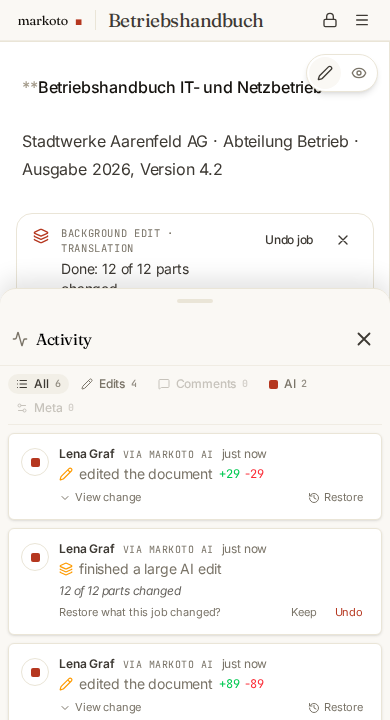 markoto
Betriebshandbuch
**Betriebshandbuch IT- und Netzbetrieb
Stadtwerke Aarenfeld AG · Abteilung Betrieb ·
Ausgabe 2026, Version 4.2
BACKGROUND EDIT ·
TRANSLATION
Undo job
Done: 12 of 12 parts
changed
Activity
All 6 Edits 4 Comments 0 AI 2
Meta 0
Lena Graf VIA MARKOTO AI just now
edited the document +29 -29
View change Restore
Lena Graf VIA MARKOTO AI just now
finished a large AI edit
12 of 12 parts changed
Restore what this job changed? Keep Undo
Lena Graf VIA MARKOTO AI just now
edited the document +89 -89
View change Restore